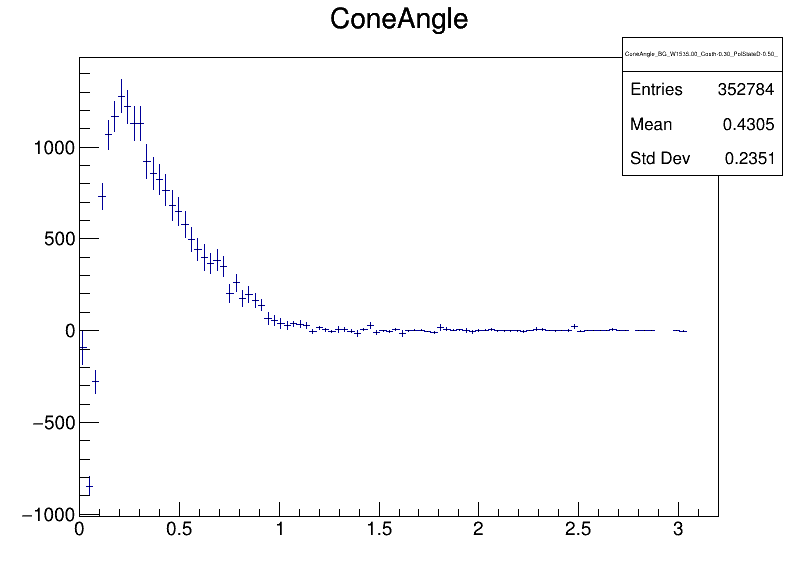 ConeAngle
ConeAngle_BG_W1535.00_Costh-0.30_PolStateD-0.50_
Entries 352784
Mean 0.4305
Std Dev 0.2351
1000
500
0
−500
−1000
0 0.5 1 1.5 2 2.5 3